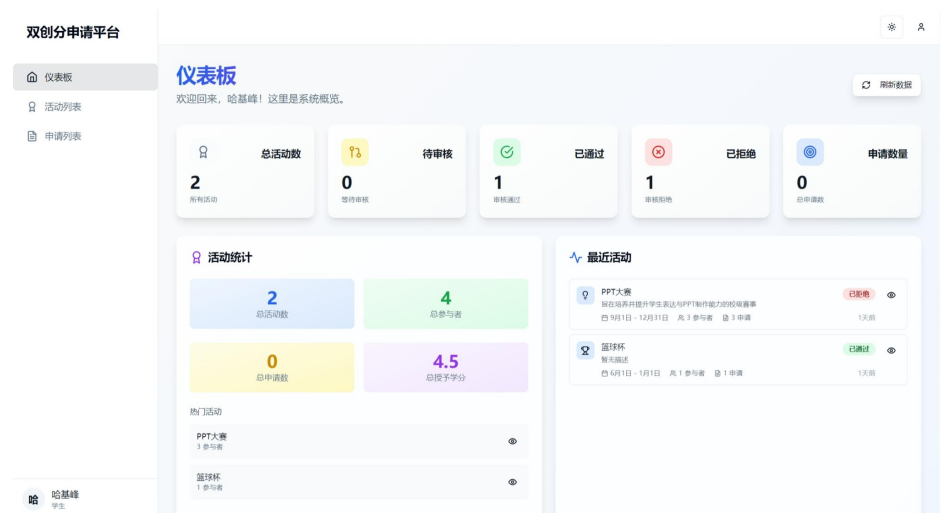 双创分申请平台
仪表板
活动列表
申请列表
仪表板
欢迎回来，哈基峰！这里是系统概览。
刷新数据
总活动数
2
所有活动
待审核
0
等待审核
已通过
1
审核通过
已拒绝
1
审核拒绝
申请数量
0
总申请数
活动统计
2
总活动数
4
总参与者
0
总申请数
4.5
总授予学分
热门活动
PPT大赛
3 参与者
篮球杯
1 参与者
最近活动
PPT大赛 已拒绝
旨在培养并提升学生表达与PPT制作能力的校级赛事
9月1日 - 12月31日 3 参与者 3 申请 1天前
篮球杯 已通过
暂无描述
6月1日 - 1月1日 1 参与者 1 申请 1天前
哈 哈基峰
学生